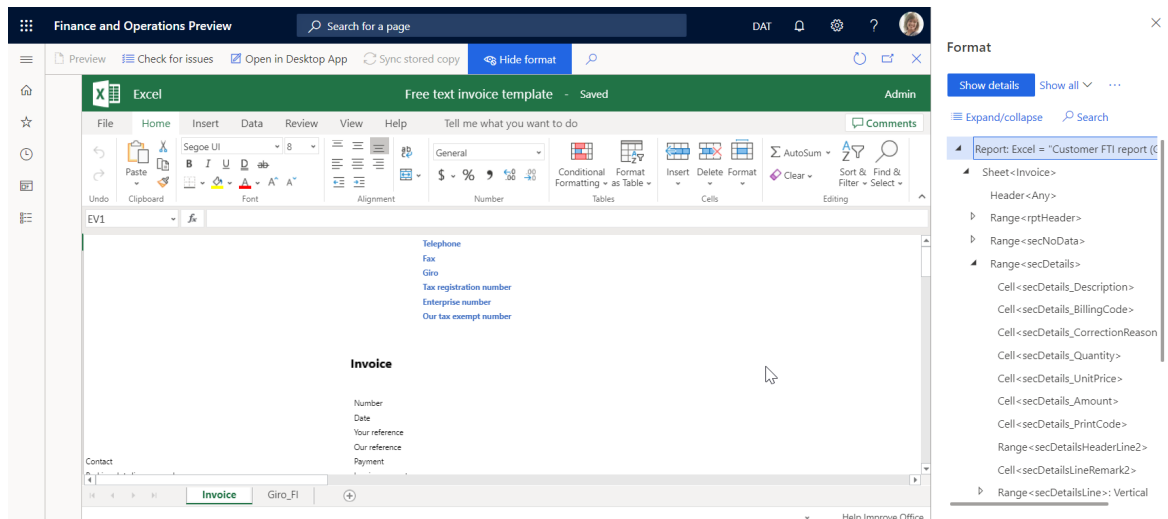 Finance and Operations Preview
Search for a page
DAT
?
Preview
Check for issues
Open in Desktop App
Sync stored copy
Hide format
Excel
Free text invoice template - Saved
Admin
File Home Insert Data Review View Help Tell me what you want to do
Comments
Paste
Segoe UI 8
B I U D ab
A A A
ab
General
$ % 9 .00 .00
Conditional Formatting
Format as Table
Insert Delete Format
AutoSum
Clear
Sort & Filter
Find & Select
Undo Clipboard Font Alignment Number Tables Cells Editing
EV1
fx
Telephone
Fax
Giro
Tax registration number
Enterprise number
Our tax exempt number
Invoice
Number
Date
Your reference
Our reference
Contact Payment
Invoice Giro_FI
Help Improve Office
Format
Show details
Show all
Expand/collapse
Search
Report: Excel = "Customer FTI report (
Sheet<Invoice>
Header<Any>
Range<rptHeader>
Range<secNoData>
Range<secDetails>
Cell<secDetails_Description>
Cell<secDetails_BillingCode>
Cell<secDetails_CorrectionReason
Cell<secDetails_Quantity>
Cell<secDetails_UnitPrice>
Cell<secDetails_Amount>
Cell<secDetails_PrintCode>
Range<secDetailsHeaderLine2>
Cell<secDetailsLineRemark2>
Range<secDetailsLine>: Vertical